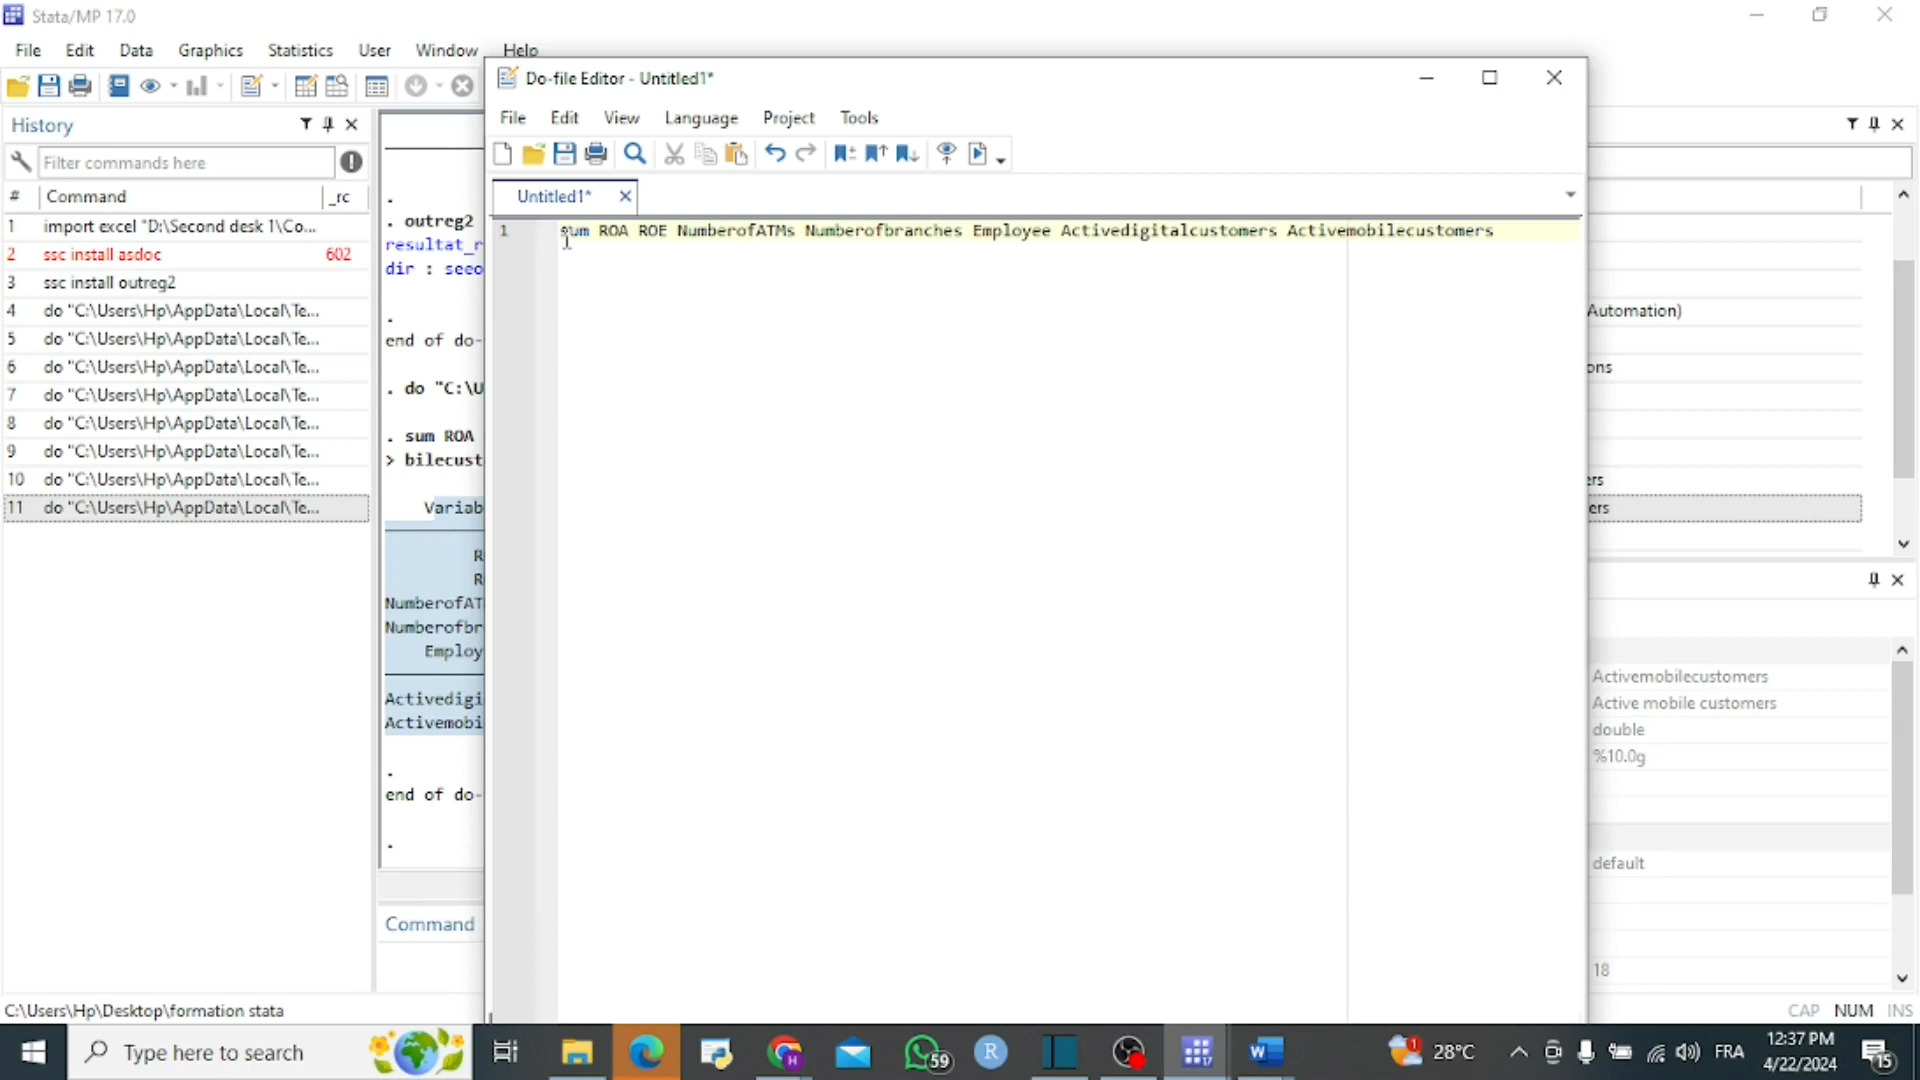 Stata/MP 17.0
File Edit Data Graphics Statistics User Window Help
History
Filter commands here
# Command _rc
1 import excel "D:\Second desk 1\Co...
2 ssc install asdoc 602
3 ssc install outreg2
4 do "C:\Users\Hp\AppData\Local\Te...
5 do "C:\Users\Hp\AppData\Local\Te...
6 do "C:\Users\Hp\AppData\Local\Te...
7 do "C:\Users\Hp\AppData\Local\Te...
8 do "C:\Users\Hp\AppData\Local\Te...
9 do "C:\Users\Hp\AppData\Local\Te...
10 do "C:\Users\Hp\AppData\Local\Te...
11 do "C:\Users\Hp\AppData\Local\Te...
.
. outreg2
resultat_r
dir : seeo
.
end of do-
. do "C:\U
. sum ROA
> bilecust
Variab
R
R
NumberofAT
Numberofbr
Employ
Activedigi
Activemobi
.
end of do-
.
Command
Do-file Editor - Untitled1*
File Edit View Language Project Tools
Untitled1*
1 sum ROA ROE NumberofATMs Numberofbranches Employee Activedigitalcustomers Activemobilecustomers
Automation)
ons
ers
ers
Activemobilecustomers
Active mobile customers
double
%10.0g
default
18
C:\Users\Hp\Desktop\formation stata
CAP NUM INS
Type here to search
59
28°C
FRA
12:37 PM
4/22/2024
15